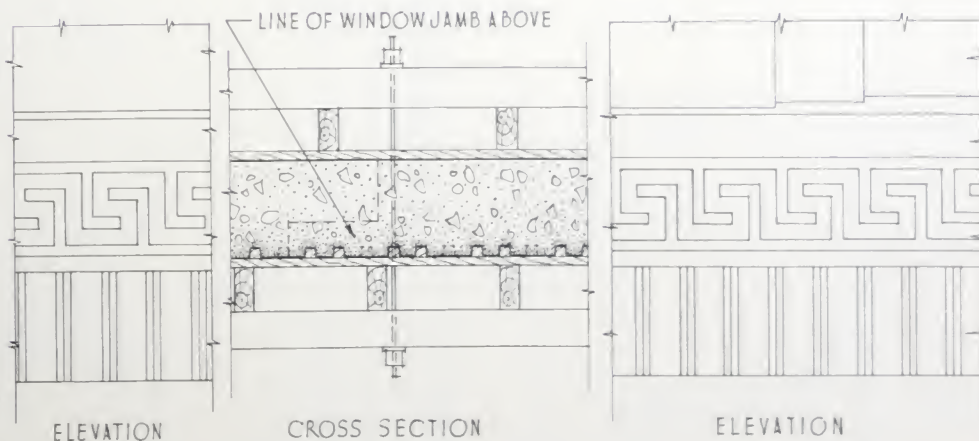 LINE OF WINDOW JAMB ABOVE
ELEVATION
CROSS SECTION
ELEVATION